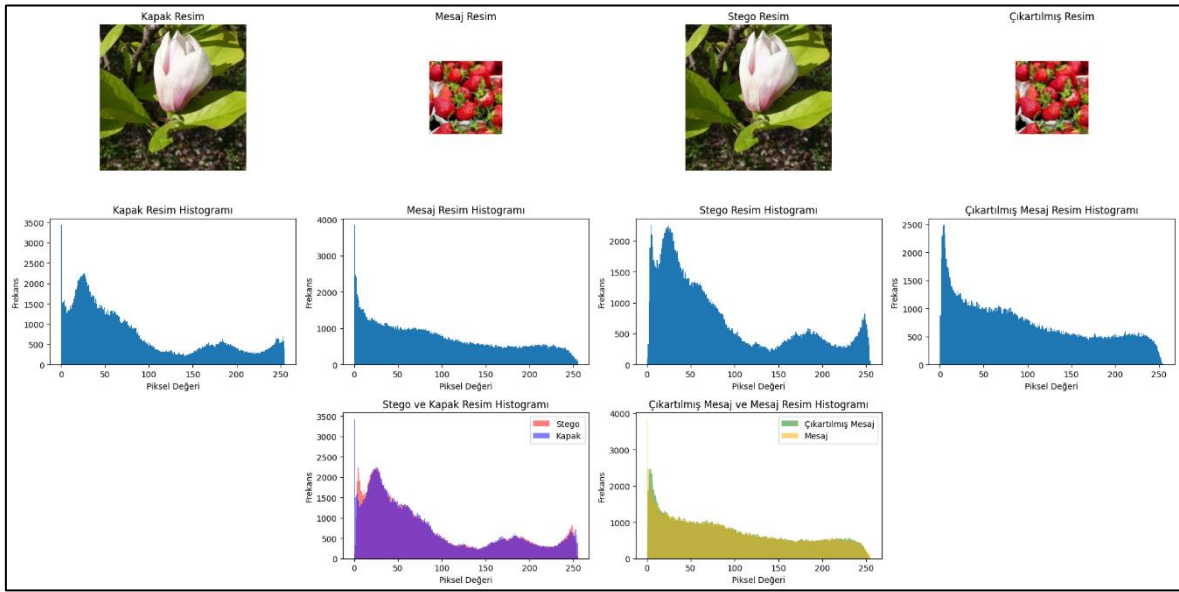 Kapak Resim
Mesaj Resim
Stego Resim
Çıkartılmış Resim
Kapak Resim Histogramı
3500
3000
2500
2000
1500
1000
500
0
Frekans
0 50 100 150 200 250
Piksel Değeri
Mesaj Resim Histogramı
4000
3000
2000
1000
0
Frekans
0 50 100 150 200 250
Piksel Değeri
Stego Resim Histogramı
2000
1500
1000
500
0
Frekans
0 50 100 150 200 250
Piksel Değeri
Çıkartılmış Mesaj Resim Histogramı
2500
2000
1500
1000
500
0
Frekans
0 50 100 150 200 250
Piksel Değeri
Stego ve Kapak Resim Histogramı
3500
3000
2500
2000
1500
1000
500
0
Frekans
Stego
Kapak
0 50 100 150 200 250
Piksel Değeri
Çıkartılmış Mesaj ve Mesaj Resim Histogramı
4000
3000
2000
1000
0
Frekans
Çıkartılmış Mesaj
Mesaj
0 50 100 150 200 250
Piksel Değeri